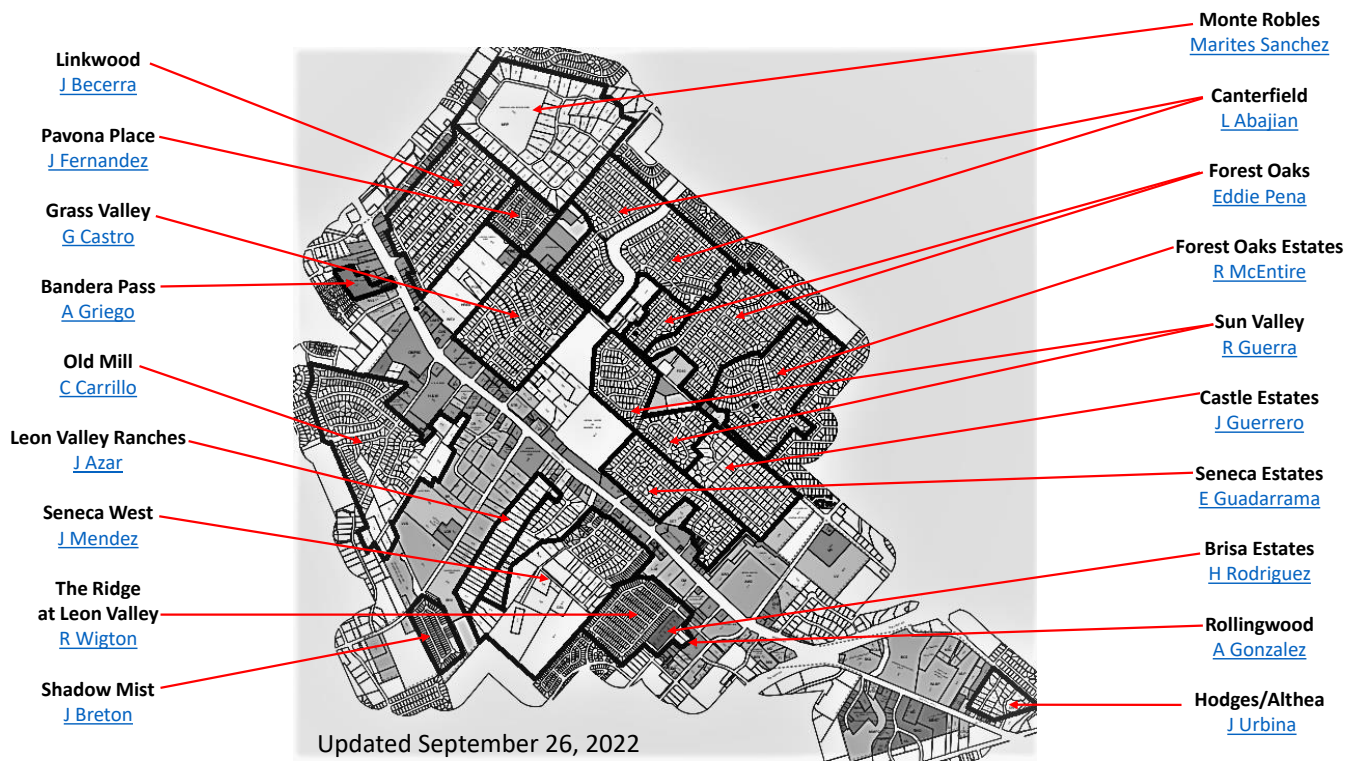 Linkwood
J Becerra
Pavona Place
J Fernandez
Grass Valley
G Castro
Bandera Pass
A Griego
Old Mill
C Carrillo
Leon Valley Ranches
J Azar
Seneca West
J Mendez
The Ridge
at Leon Valley
R Wigton
Shadow Mist
J Breton
Monte Robles
Marites Sanchez
Canterfield
L Abajian
Forest Oaks
Eddie Pena
Forest Oaks Estates
R McEntire
Sun Valley
R Guerra
Castle Estates
J Guerrero
Seneca Estates
E Guadarrama
Brisa Estates
H Rodriguez
Rollingwood
A Gonzalez
Hodges/Althea
J Urbina
Updated September 26, 2022